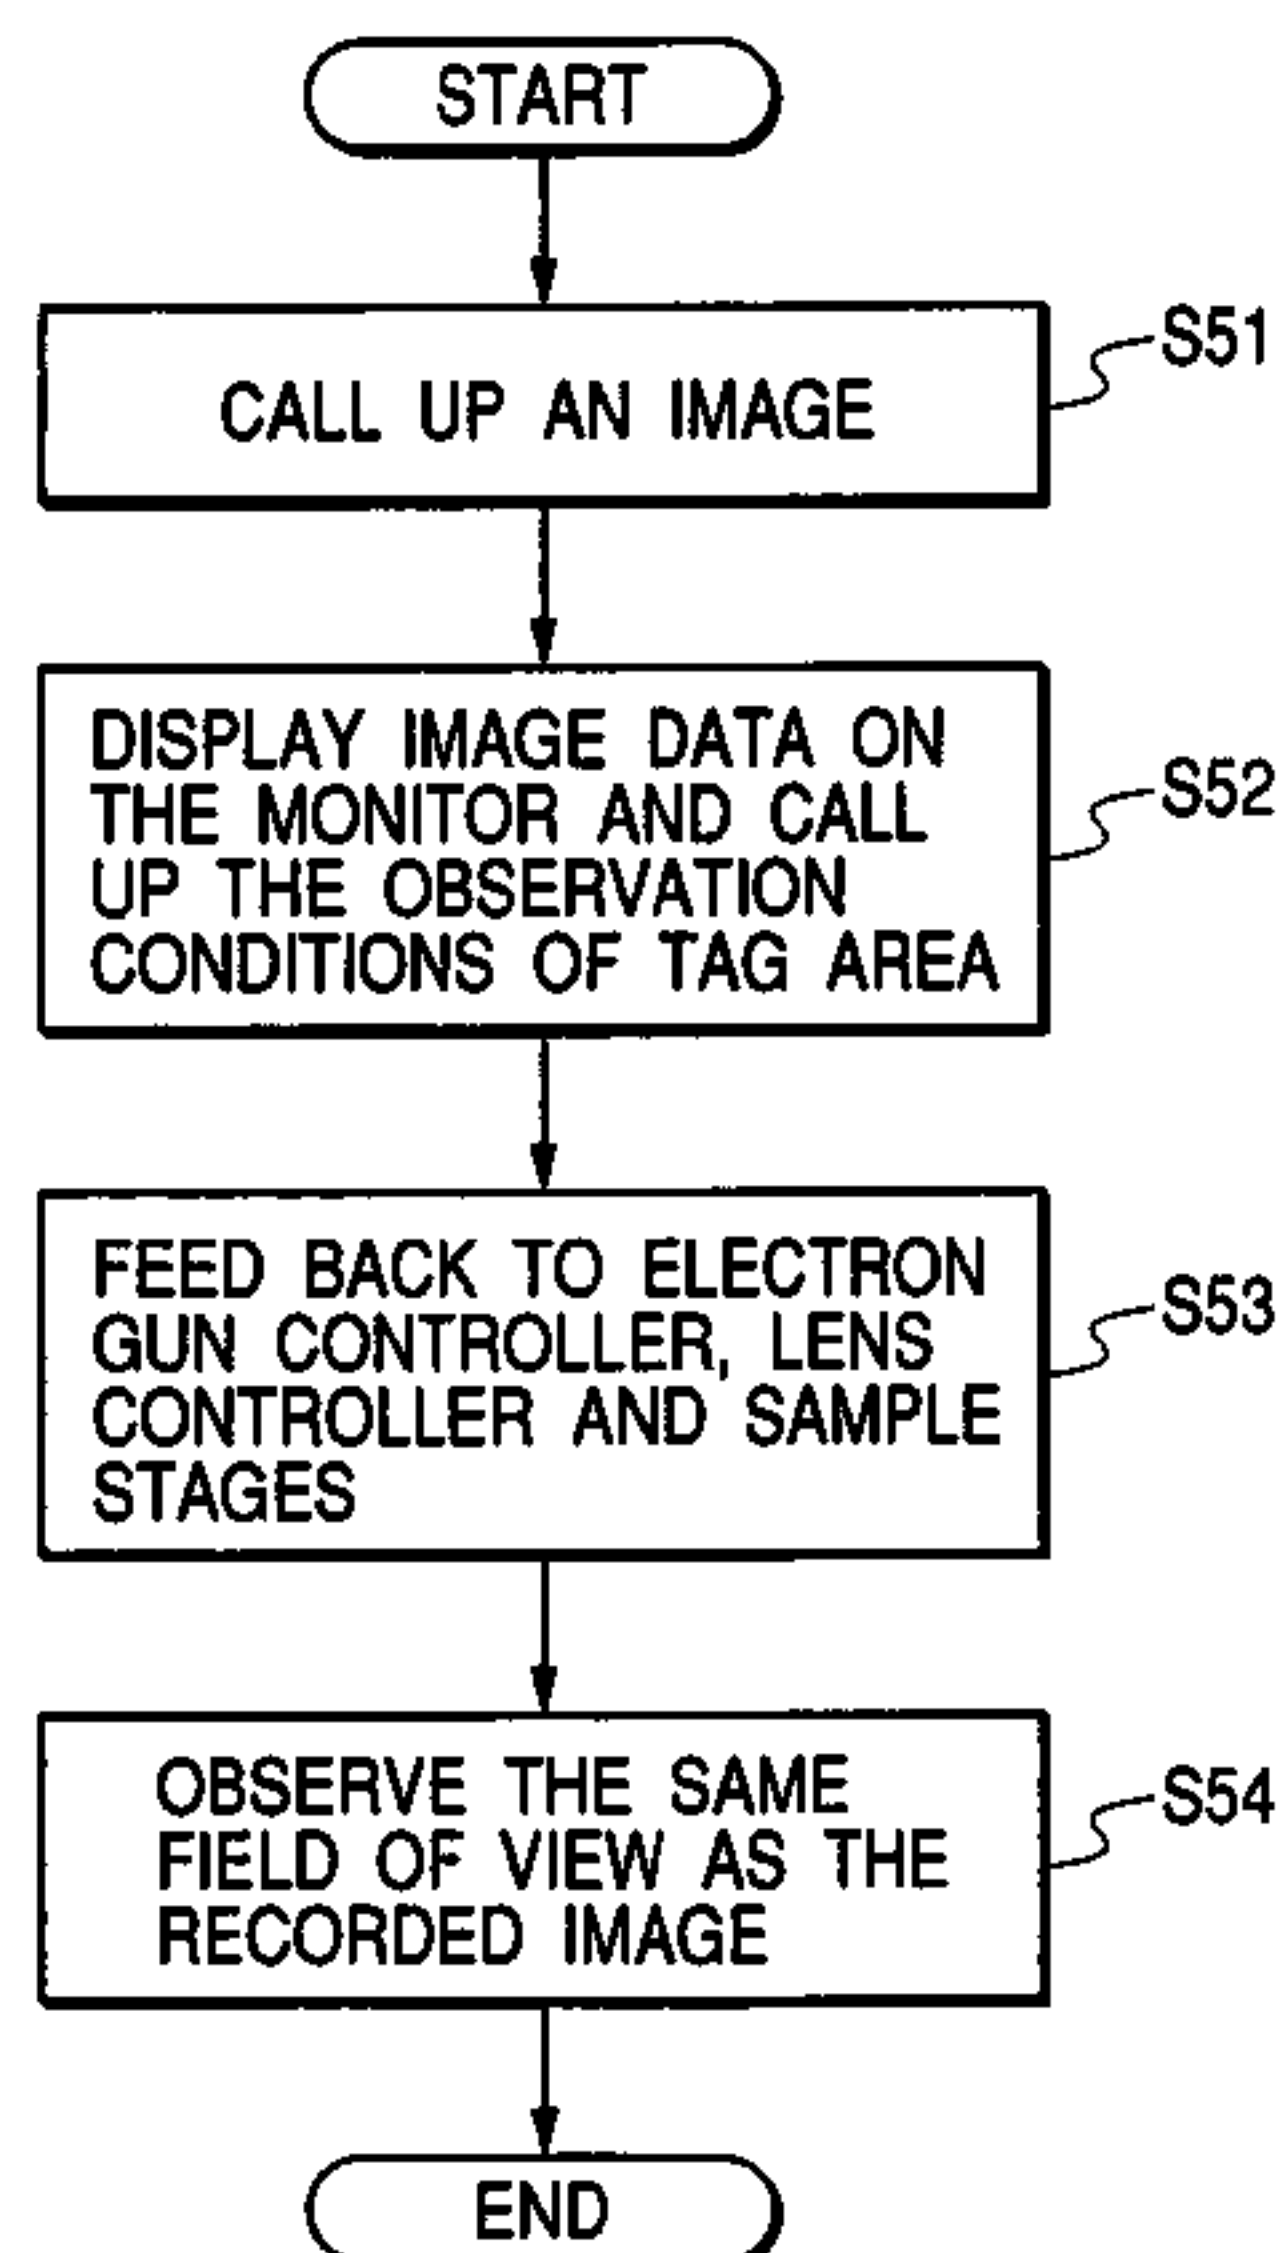 START
CALL UP AN IMAGE
S51
DISPLAY IMAGE DATA ON
THE MONITOR AND CALL
UP THE OBSERVATION
CONDITIONS OF TAG AREA
S52
FEED BACK TO ELECTRON
GUN CONTROLLER, LENS
CONTROLLER AND SAMPLE
STAGES
S53
OBSERVE THE SAME
FIELD OF VIEW AS THE
RECORDED IMAGE
S54
END